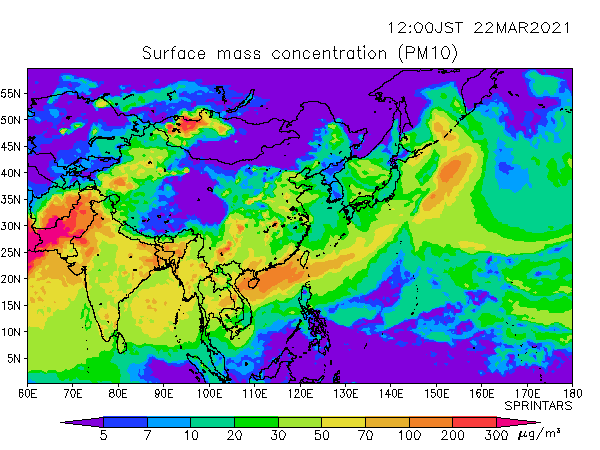 12:00JST 22MAR2021
Surface mass concentration (PM10)
55N
50N
45N
40N
35N
30N
25N
20N
15N
10N
5N
60E 70E 80E 90E 100E 110E 120E 130E 140E 150E 160E 170E 180
SPRINTARS
5 7 10 20 30 50 70 100 200 300 μg/m³